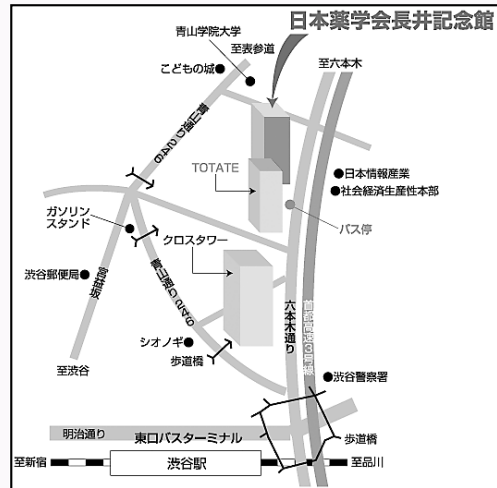 日本薬学会長井記念館
青山学院大学
至表参道
こどもの城
至六本木
青山通り246
TOTATE
日本情報産業
社会経済生産性本部
バス停
ガソリン
スタンド
クロスタワー
渋谷郵便局
宮益坂
青山通り246
六本木通り
首都高速3号線
シオノギ
歩道橋
至渋谷
渋谷警察署
明治通り
東口バスターミナル
歩道橋
至新宿
渋谷駅
至品川